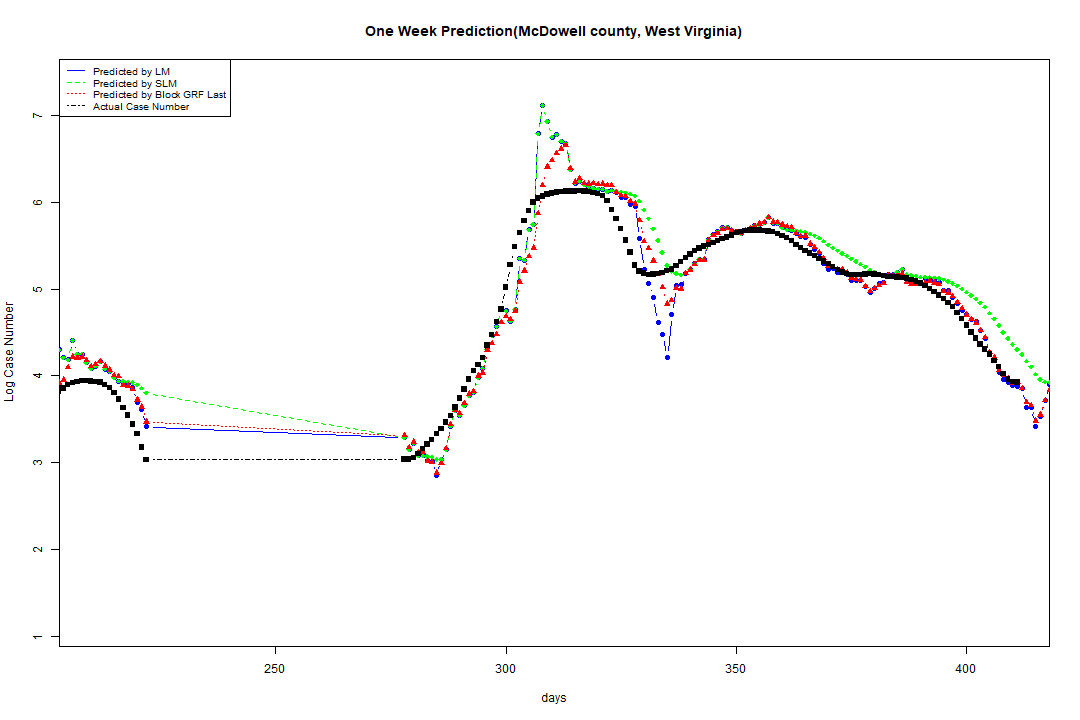 One Week Prediction(McDowell county, West Virginia)
Predicted by LM
Predicted by SLM
Predicted by Block GRF Last
Actual Case Number
7
6
5
4
3
2
1
Log Case Number
250
300
350
400
days